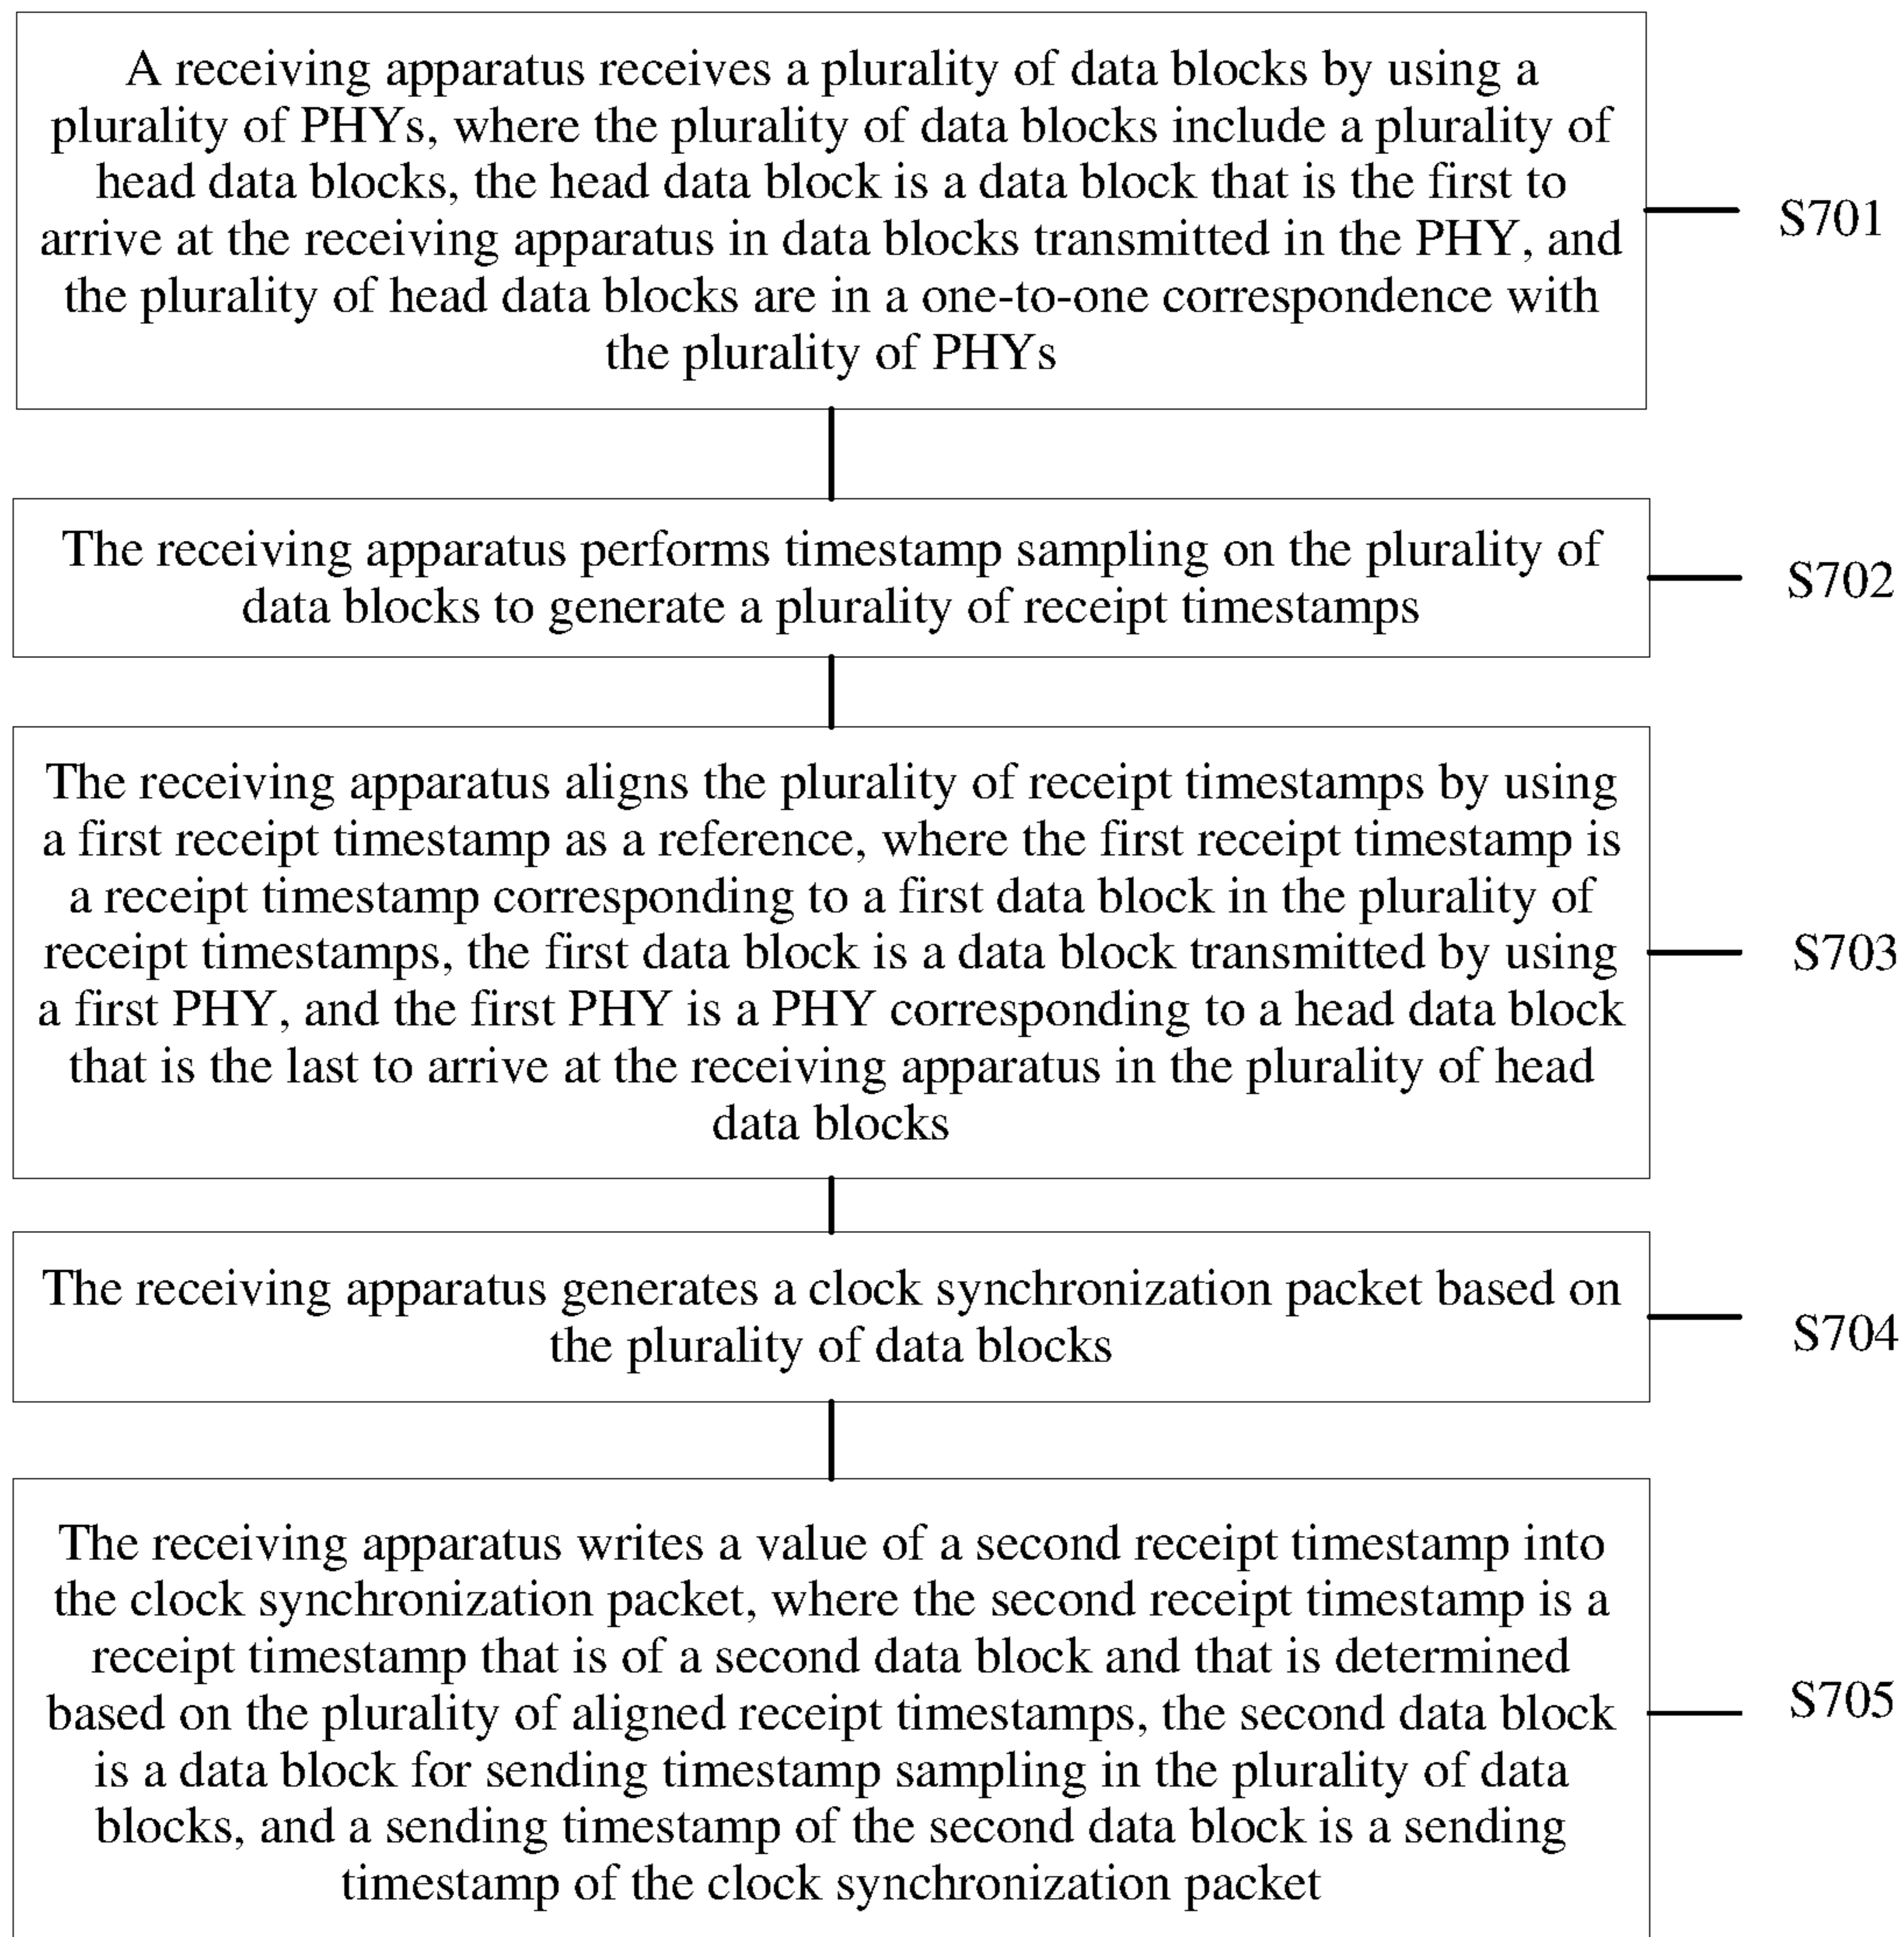 A receiving apparatus receives a plurality of data blocks by using a
plurality of PHYs, where the plurality of data blocks include a plurality of
head data blocks, the head data block is a data block that is the first to
arrive at the receiving apparatus in data blocks transmitted in the PHY, and
the plurality of head data blocks are in a one-to-one correspondence with
the plurality of PHYs
S701
The receiving apparatus performs timestamp sampling on the plurality of
data blocks to generate a plurality of receipt timestamps
S702
The receiving apparatus aligns the plurality of receipt timestamps by using
a first receipt timestamp as a reference, where the first receipt timestamp is
a receipt timestamp corresponding to a first data block in the plurality of
receipt timestamps, the first data block is a data block transmitted by using
a first PHY, and the first PHY is a PHY corresponding to a head data block
that is the last to arrive at the receiving apparatus in the plurality of head
data blocks
S703
The receiving apparatus generates a clock synchronization packet based on
the plurality of data blocks
S704
The receiving apparatus writes a value of a second receipt timestamp into
the clock synchronization packet, where the second receipt timestamp is a
receipt timestamp that is of a second data block and that is determined
based on the plurality of aligned receipt timestamps, the second data block
is a data block for sending timestamp sampling in the plurality of data
blocks, and a sending timestamp of the second data block is a sending
timestamp of the clock synchronization packet
S705